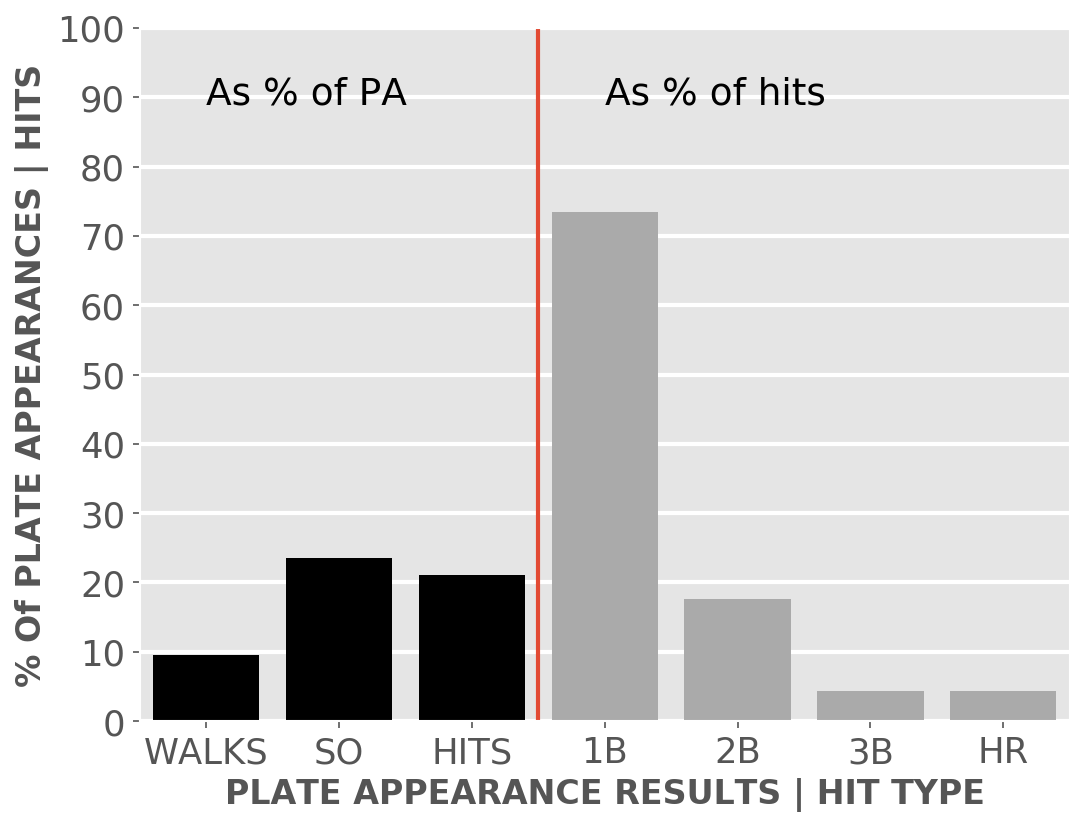 % Of PLATE APPEARANCES | HITS
100
90
80
70
60
50
40
30
20
10
0
As % of PA
As % of hits
WALKS SO HITS 1B 2B 3B HR
PLATE APPEARANCE RESULTS | HIT TYPE